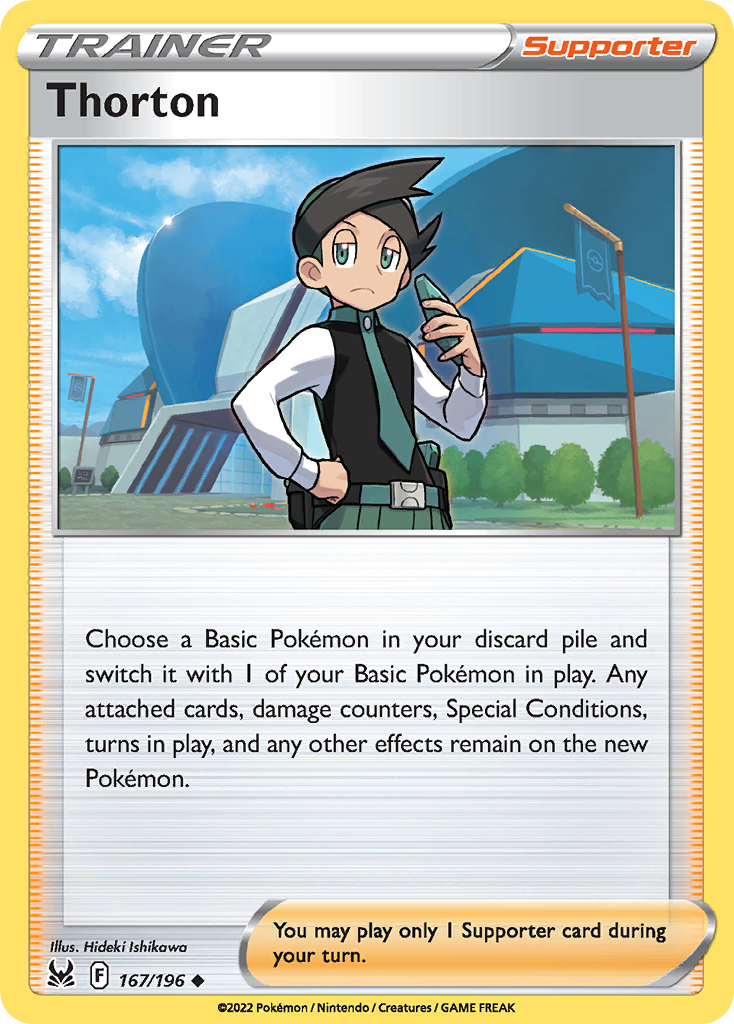 TRAINER
Supporter
Thorton
Choose a Basic Pokémon in your discard pile and
switch it with 1 of your Basic Pokémon in play. Any
attached cards, damage counters, Special Conditions,
turns in play, and any other effects remain on the new
Pokémon.
You may play only 1 Supporter card during
your turn.
Illus. Hideki Ishikawa
F 167/196
©2022 Pokémon / Nintendo / Creatures / GAME FREAK